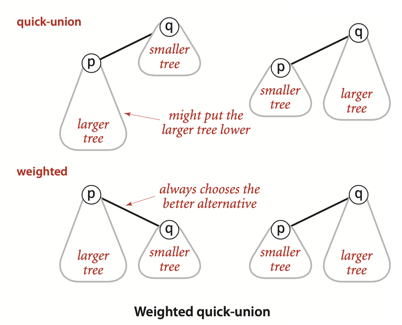 quick-union
p
q
smaller
tree
larger
tree
might put the
larger tree lower
p
q
smaller
tree
larger
tree
weighted
p
q
always chooses the
better alternative
larger
tree
smaller
tree
p
q
smaller
tree
larger
tree
Weighted quick-union